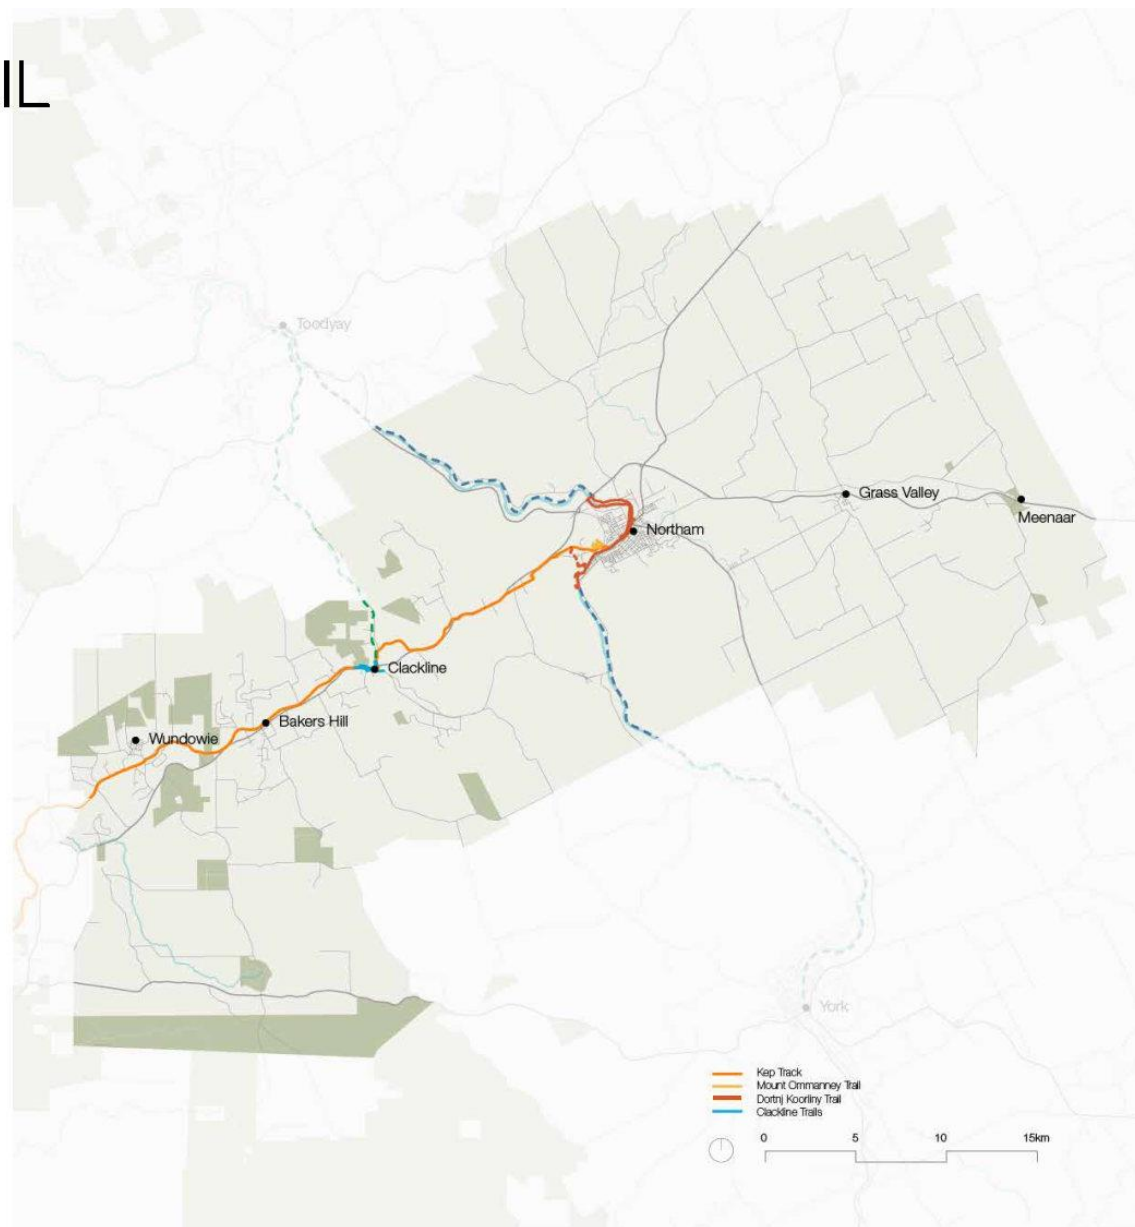 IL
Toodyay
Grass Valley
Meenaar
Northam
Clackline
Bakers Hill
Wundowie
York
Kep Track
Mount Ommanney Trail
Dortnj Koorliny Trail
Clackline Trails
0 5 10 15km